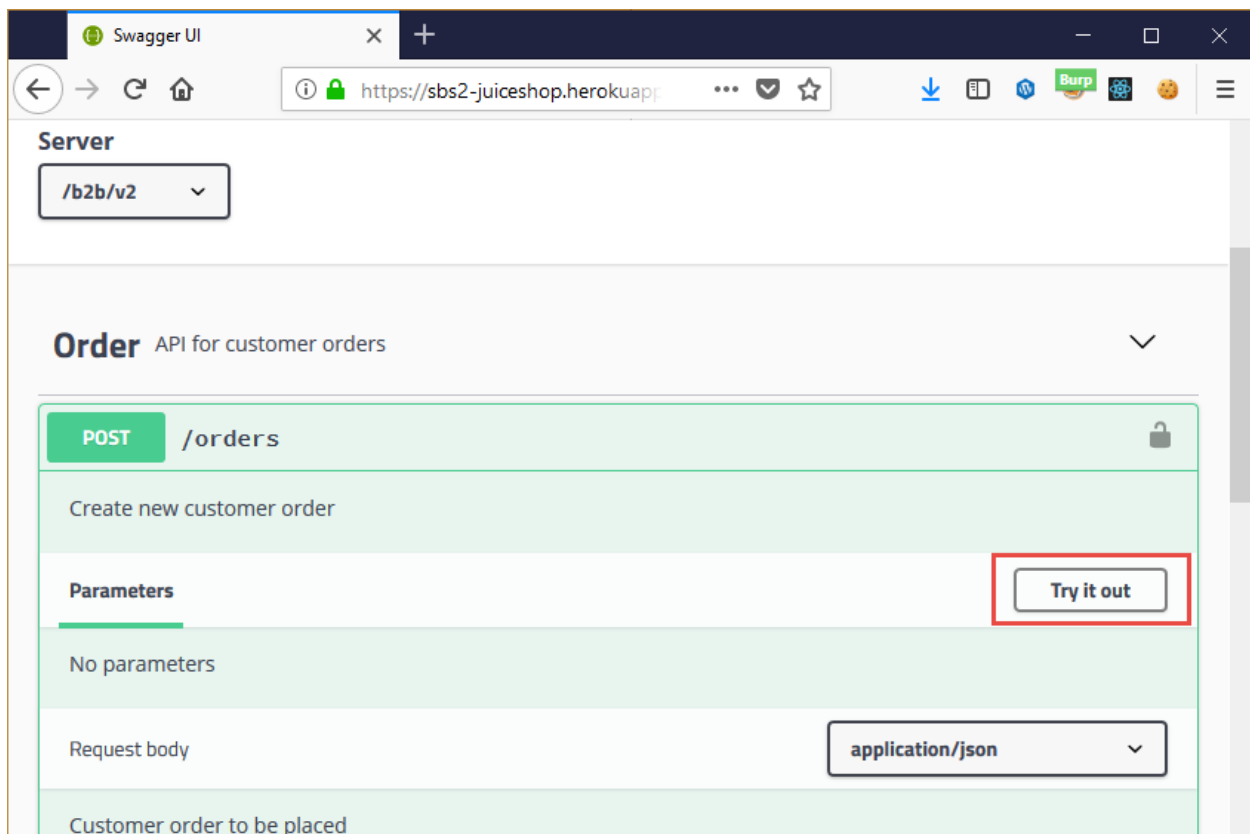 Swagger UI
https://sbs2-juiceshop.herokuapp
Burp
Server
/b2b/v2
Order API for customer orders
POST /orders
Create new customer order
Parameters
Try it out
No parameters
Request body
application/json
Customer order to be placed